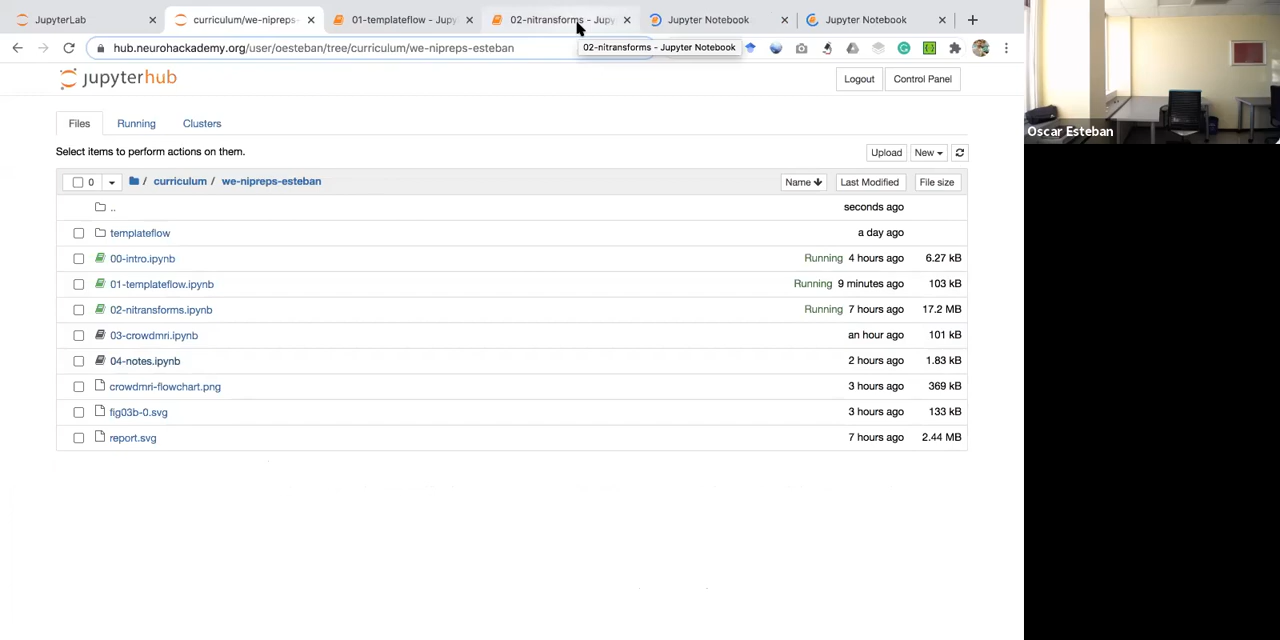 JupyterLab
curriculum/we-nipreps-
01-templateflow - Jupy
02-nitransforms - Jupy
Jupyter Notebook
Jupyter Notebook
hub.neurohackademy.org/user/oesteban/tree/curriculum/we-nipreps-esteban
02-nitransforms - Jupyter Notebook
jupyterhub
Logout
Control Panel
Files
Running
Clusters
Select items to perform actions on them.
Upload
New
0
/ curriculum / we-nipreps-esteban
Name
Last Modified
File size
..
seconds ago
templateflow
a day ago
00-intro.ipynb
Running 4 hours ago 6.27 kB
01-templateflow.ipynb
Running 9 minutes ago 103 kB
02-nitransforms.ipynb
Running 7 hours ago 17.2 MB
03-crowdmri.ipynb
an hour ago 101 kB
04-notes.ipynb
2 hours ago 1.83 kB
crowdmri-flowchart.png
3 hours ago 369 kB
fig03b-0.svg
3 hours ago 133 kB
report.svg
7 hours ago 2.44 MB
Oscar Esteban